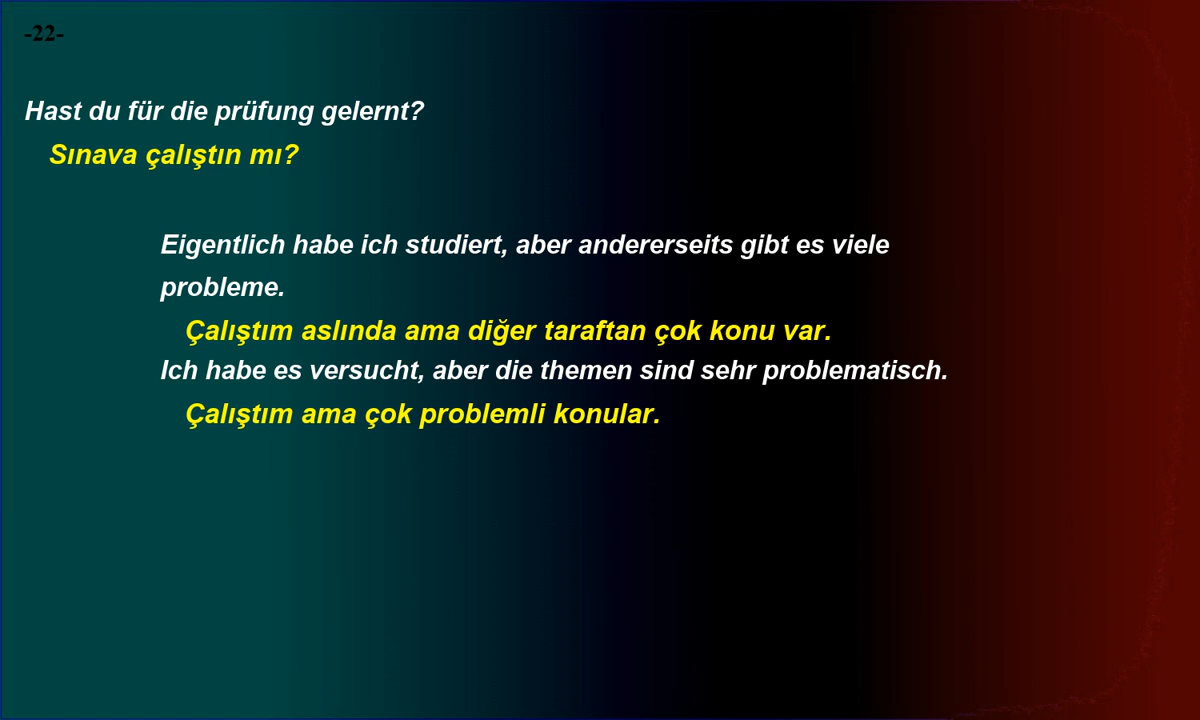 -22-
Hast du für die prüfung gelernt?
Sınava çalıştın mı?
Eigentlich habe ich studiert, aber andererseits gibt es viele
probleme.
Çalıştım aslında ama diğer taraftan çok konu var.
Ich habe es versucht, aber die themen sind sehr problematisch.
Çalıştım ama çok problemli konular.